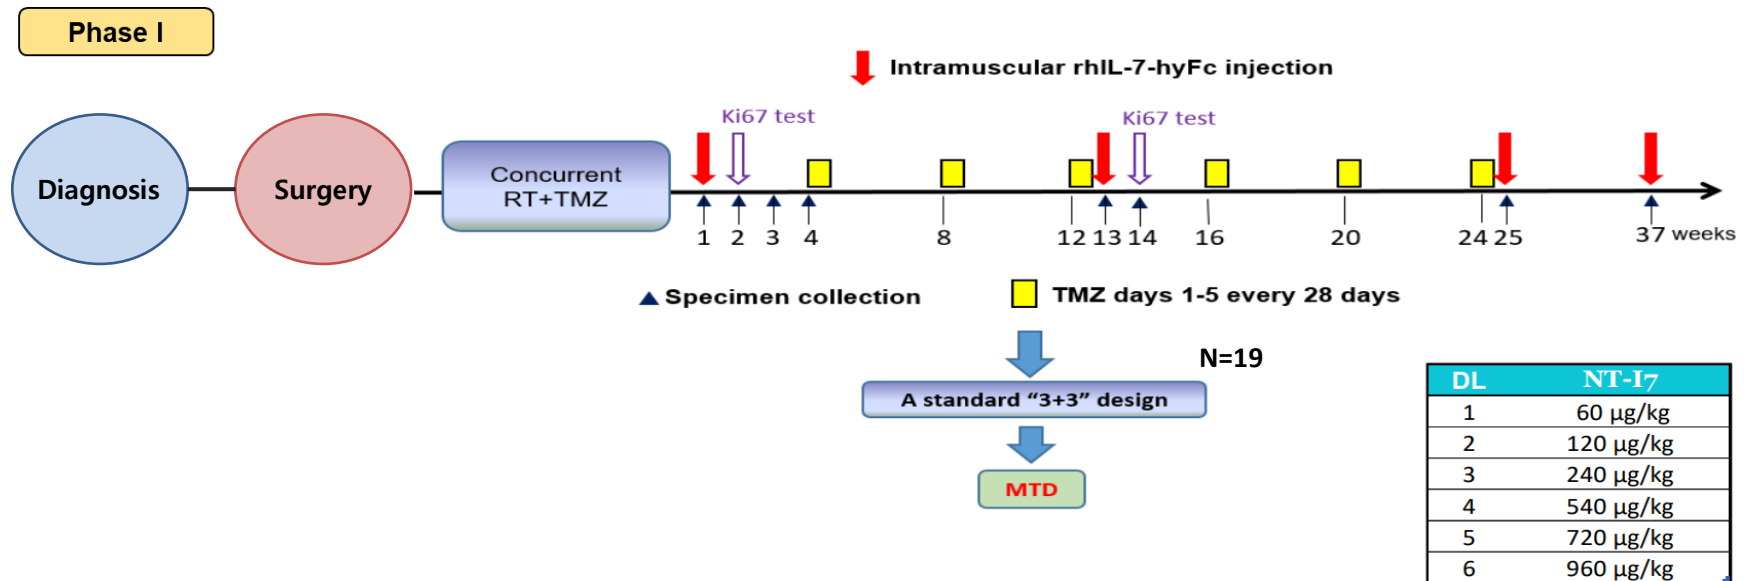 Phase I
Intramuscular rhIL-7-hyFc injection
Ki67 test
Ki67 test
Diagnosis
Surgery
Concurrent
RT+TMZ
1 2 3 4 8 12 13 14 16 20 24 25 37 weeks
Specimen collection
TMZ days 1-5 every 28 days
N=19
A standard “3+3” design
MTD
DL NT-I7
1 60 µg/kg
2 120 µg/kg
3 240 µg/kg
4 540 µg/kg
5 720 µg/kg
6 960 µg/kg